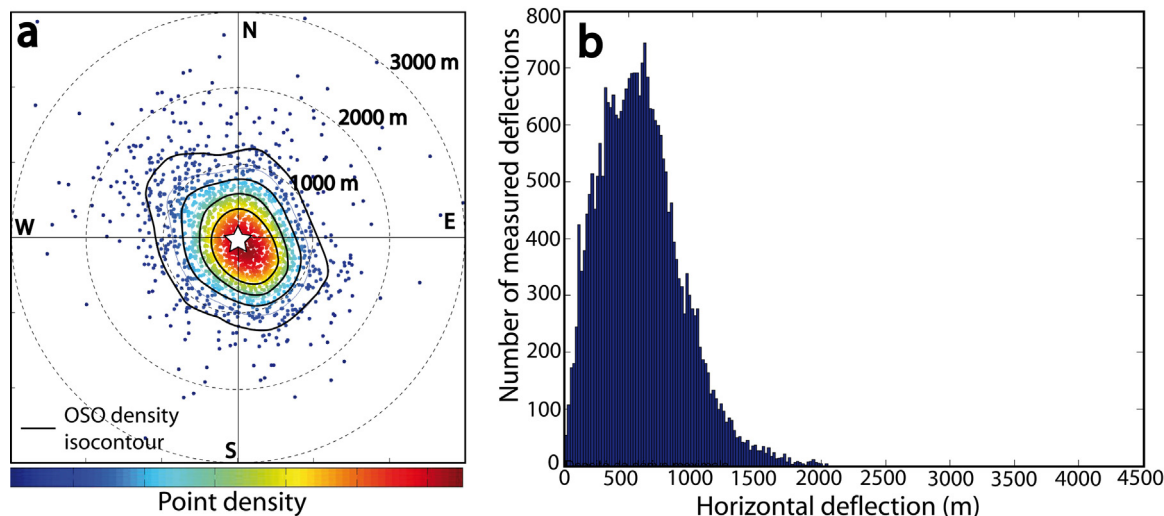 a
N
3000 m
2000 m
1000 m
W
E
OSO density
isocontour
S
Point density
b
Number of measured deflections
800
700
600
500
400
300
200
100
0
0 500 1000 1500 2000 2500 3000 3500 4000 4500
Horizontal deflection (m)